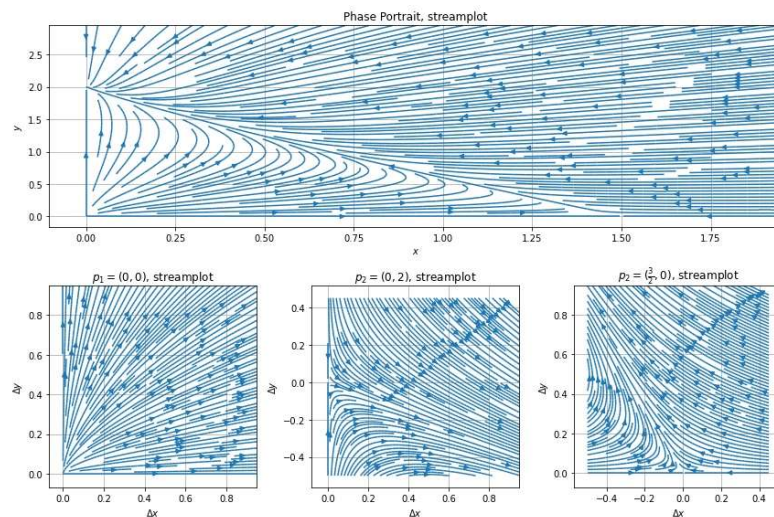 Phase Portrait, streamplot
y
2.5
2.0
1.5
1.0
0.5
0.0
0.00 0.25 0.50 0.75 1.00 1.25 1.50 1.75
x
p₁ = (0, 0), streamplot
Δy
0.8
0.6
0.4
0.2
0.0
0.0 0.2 0.4 0.6 0.8
Δx
p₂ = (0, 2), streamplot
Δy
0.4
0.2
0.0
−0.2
−0.4
0.0 0.2 0.4 0.6 0.8
Δx
p₂ = (3/2, 0), streamplot
Δy
0.8
0.6
0.4
0.2
0.0
−0.4 −0.2 0.0 0.2 0.4
Δx